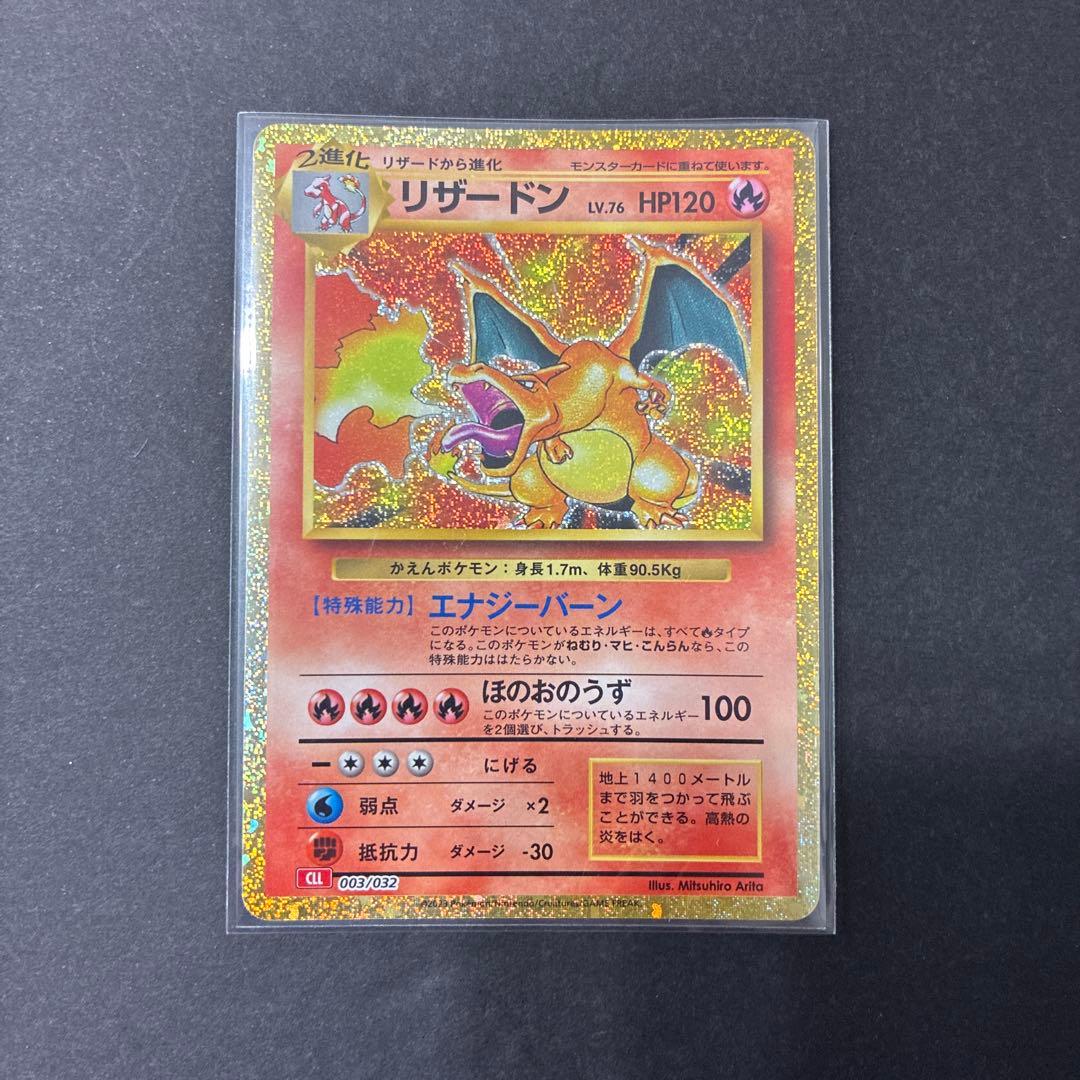 2進化 リザードから進化 モンスターカードに重ねて使います。
リザードン LV.76 HP120
かえんポケモン：身長1.7m、体重90.5Kg
【特殊能力】エナジーバーン
このポケモンについているエネルギーは、すべてタイプ
になる。このポケモンがねむり・マヒ・こんらんなら、この
特殊能力ははたらかない。
ほのおのうず 100
このポケモンについているエネルギー
を2個選び、トラッシュする。
にげる
弱点 ダメージ ×2
抵抗力 ダメージ -30
地上1400メートル
まで羽をつかって飛ぶ
ことができる。高熱の
炎をはく。
CLL 003/032
Illus. Mitsuhiro Arita
©2023 Pokémon/Nintendo/Creatures/GAME FREAK.